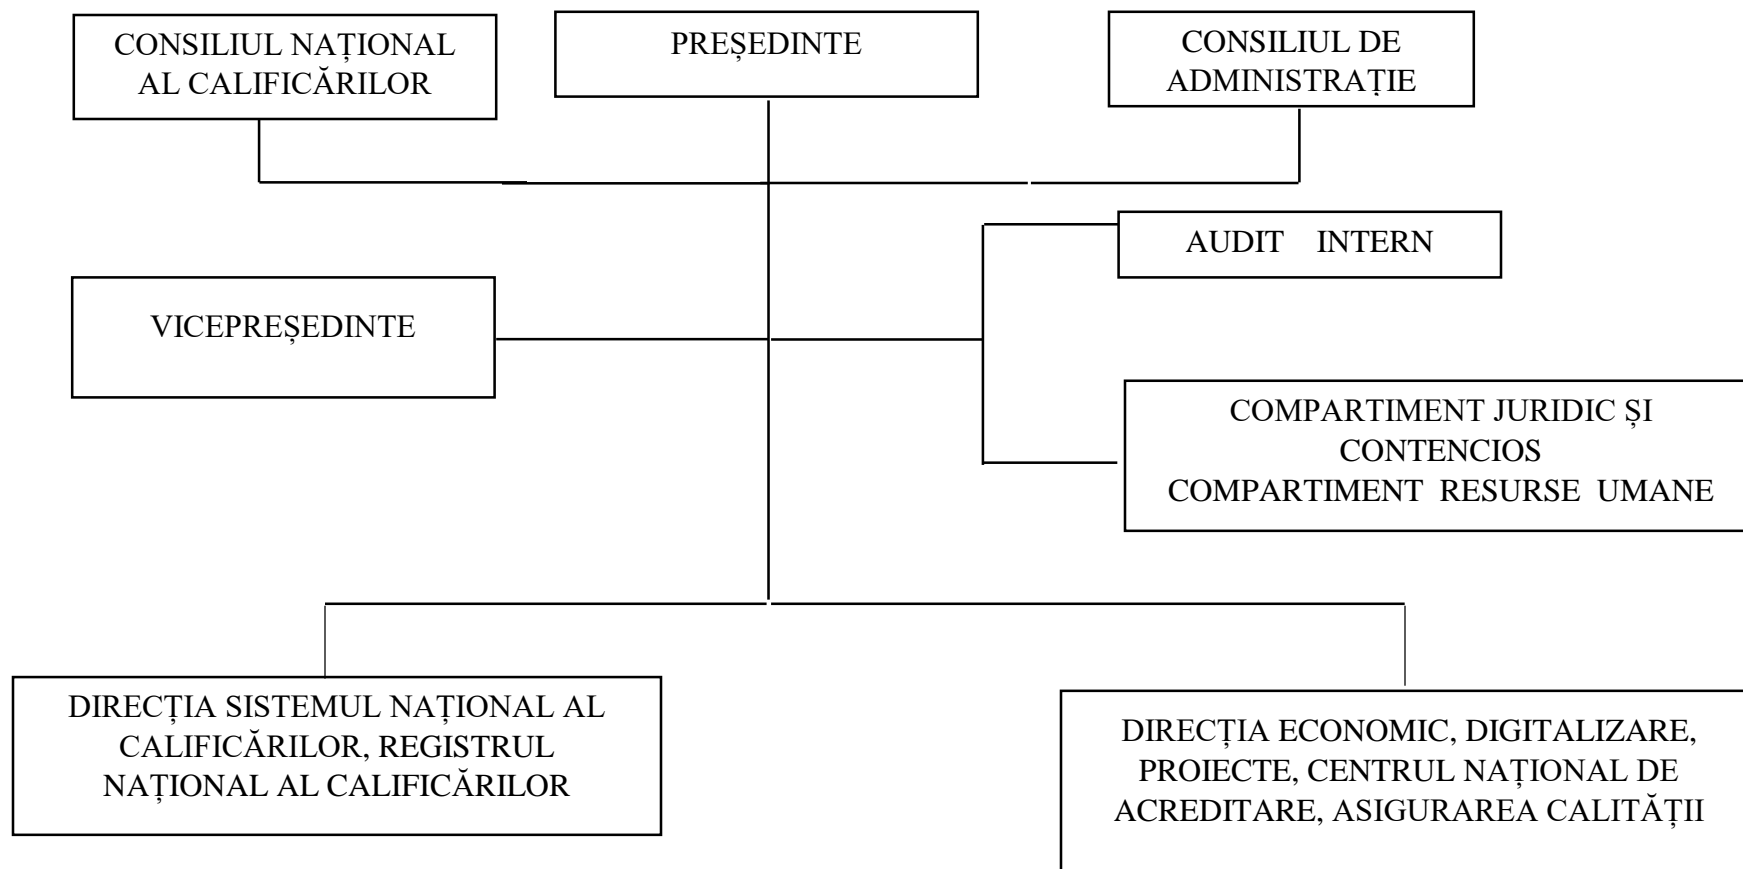 CONSILIUL NAȚIONAL
AL CALIFICĂRILOR
PREȘEDINTE
CONSILIUL DE
ADMINISTRAȚIE
AUDIT INTERN
VICEPREȘEDINTE
COMPARTIMENT JURIDIC ȘI
CONTENCIOS
COMPARTIMENT RESURSE UMANE
DIRECȚIA SISTEMUL NAȚIONAL AL
CALIFICĂRILOR, REGISTRUL
NAȚIONAL AL CALIFICĂRILOR
DIRECȚIA ECONOMIC, DIGITALIZARE,
PROIECTE, CENTRUL NAȚIONAL DE
ACREDITARE, ASIGURAREA CALITĂȚII